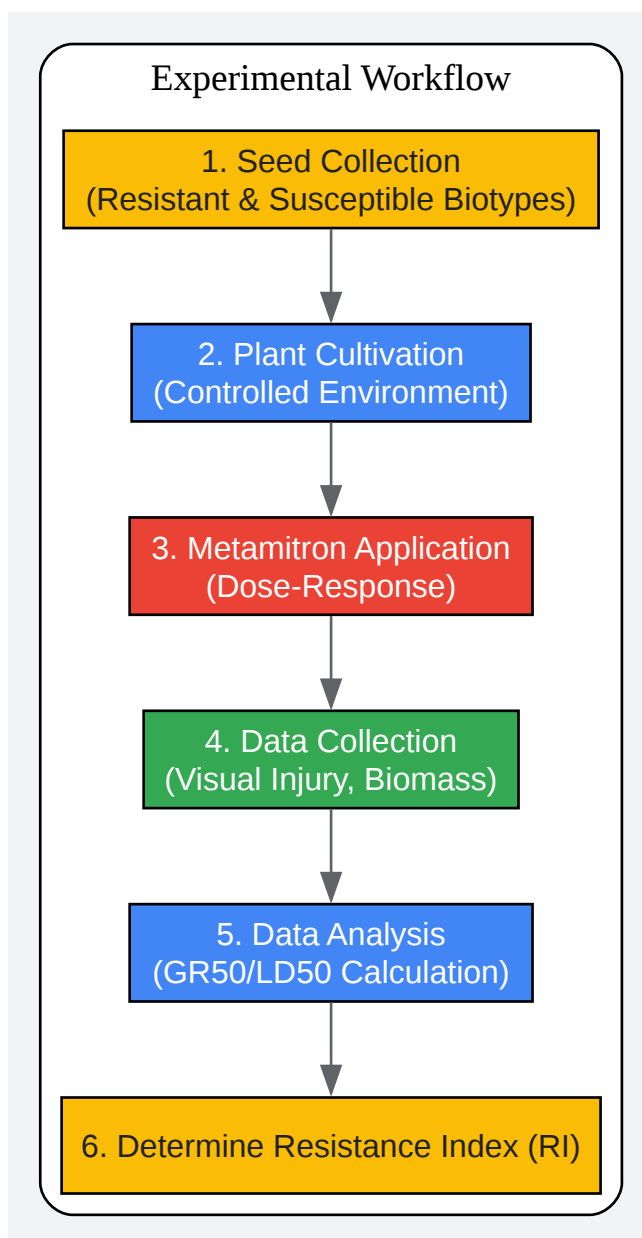 Experimental Workflow
1. Seed Collection
(Resistant & Susceptible Biotypes)
2. Plant Cultivation
(Controlled Environment)
3. Metamitron Application
(Dose-Response)
4. Data Collection
(Visual Injury, Biomass)
5. Data Analysis
(GR50/LD50 Calculation)
6. Determine Resistance Index (RI)